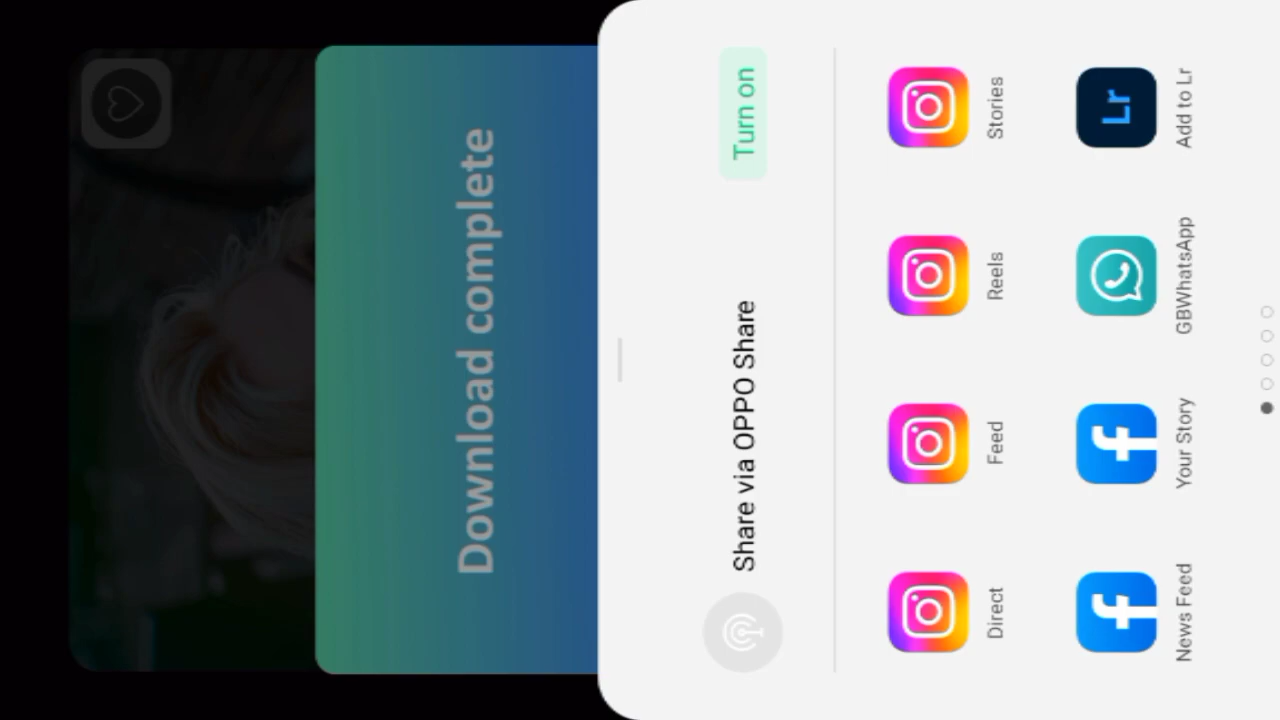 Download complete
Share via OPPO Share
Turn on
Direct
Feed
Reels
Stories
News Feed
Your Story
GBWhatsApp
Lr
Add to Lr